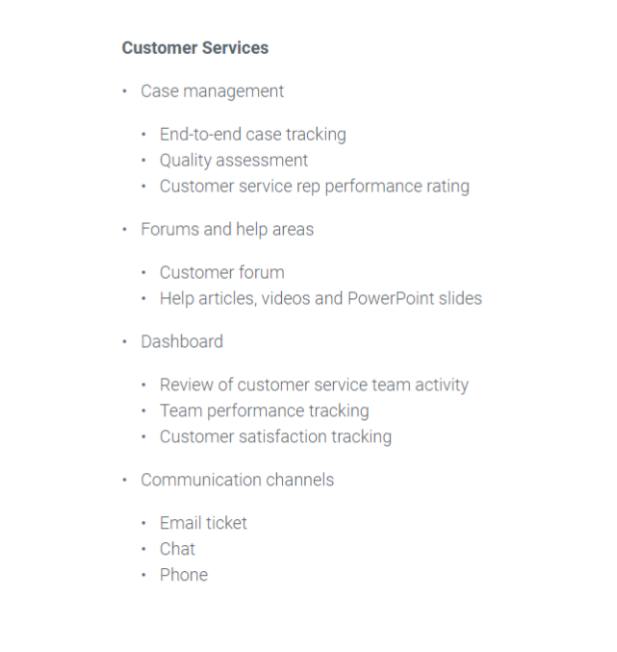 Customer Services
• Case management
• End-to-end case tracking
• Quality assessment
• Customer service rep performance rating
• Forums and help areas
• Customer forum
• Help articles, videos and PowerPoint slides
• Dashboard
• Review of customer service team activity
• Team performance tracking
• Customer satisfaction tracking
• Communication channels
• Email ticket
• Chat
• Phone